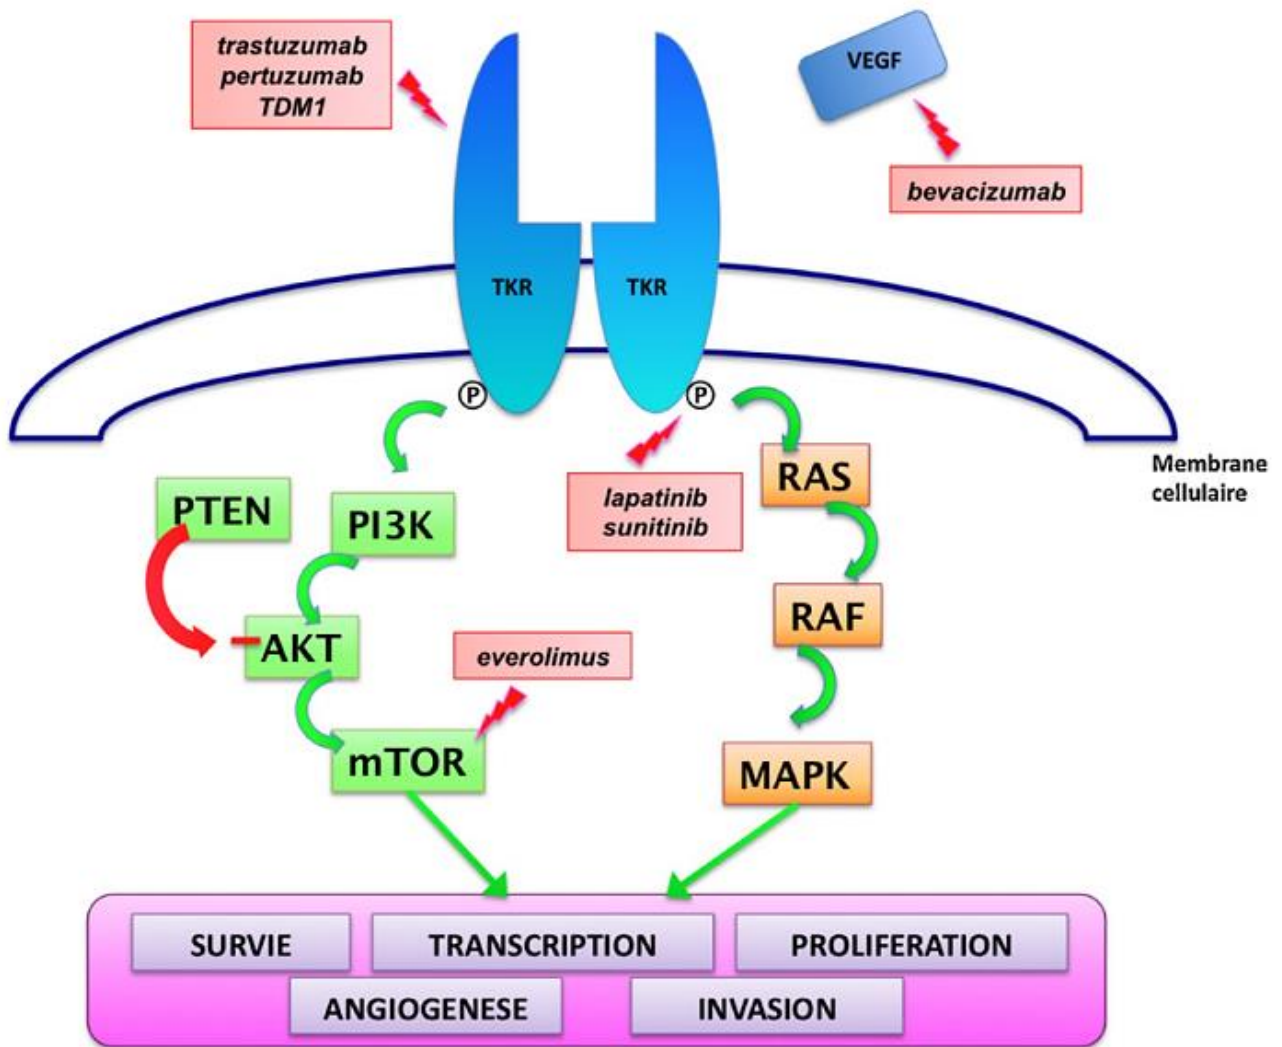 trastuzumab
pertuzumab
TDM1
VEGF
bevacizumab
TKR
TKR
P
P
Membrane
cellulaire
PTEN
PI3K
lapatinib
sunitinib
RAS
RAF
AKT
everolimus
mTOR
MAPK
SURVIE
TRANSCRIPTION
PROLIFERATION
ANGIOGENESE
INVASION